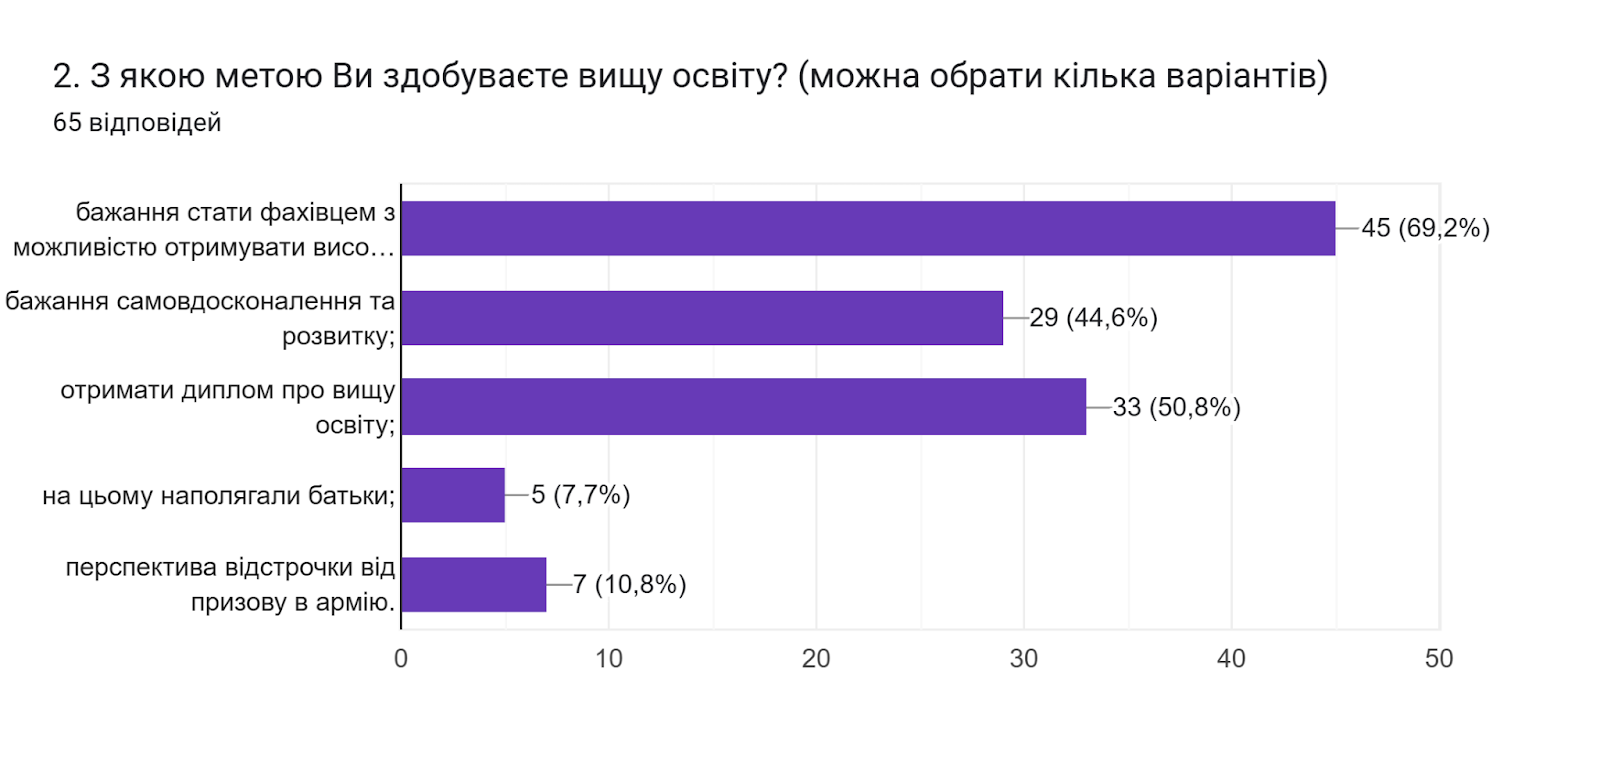 2. З якою метою Ви здобуваєте вищу освіту? (можна обрати кілька варіантів)
65 відповідей
бажання стати фахівцем з
можливістю отримувати висо…
45 (69,2%)
бажання самовдосконалення та
розвитку;
29 (44,6%)
отримати диплом про вищу
освіту;
33 (50,8%)
на цьому наполягали батьки;
5 (7,7%)
перспектива відстрочки від
призову в армію.
7 (10,8%)
0 10 20 30 40 50